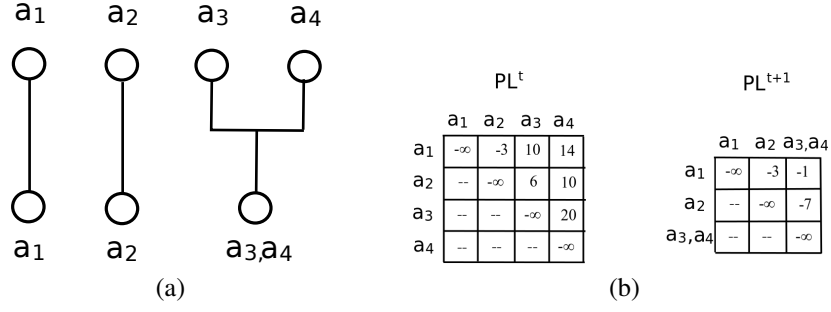 a₁ a₂ a₃ a₄
a₁ a₂ a₃,a₄
(a)
PLᵗ
a₁ a₂ a₃ a₄
a₁ -∞ -3 10 14
a₂ -- -∞ 6 10
a₃ -- -- -∞ 20
a₄ -- -- -- -∞
PLᵗ⁺¹
a₁ a₂ a₃,a₄
a₁ -∞ -3 -1
a₂ -- -∞ -7
a₃,a₄ -- -- -∞
(b)